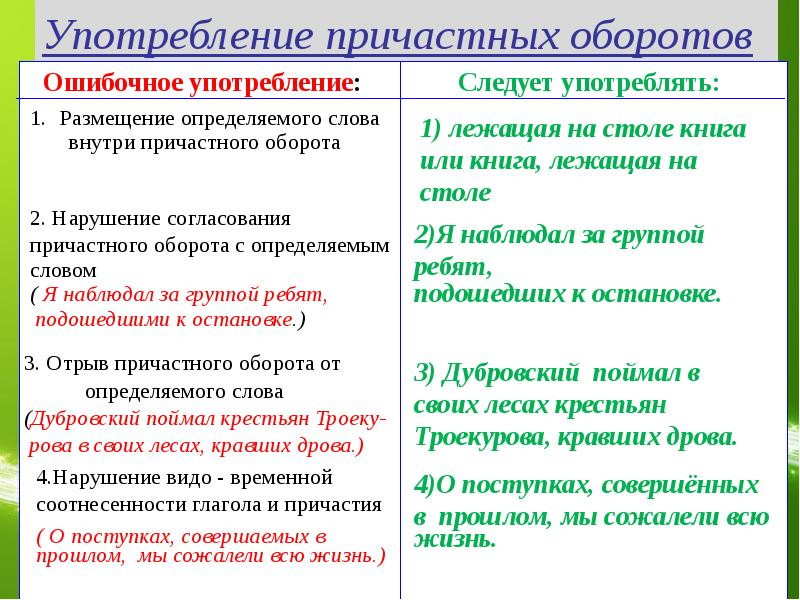 Употребление причастных оборотов
Ошибочное употребление:
1. Размещение определяемого слова
внутри причастного оборота
2. Нарушение согласования
причастного оборота с определяемым
словом
( Я наблюдал за группой ребят,
подошедшими к остановке.)
3. Отрыв причастного оборота от
определяемого слова
(Дубровский поймал крестьян Троеку-
рова в своих лесах, кравших дрова.)
4.Нарушение видо - временной
соотнесенности глагола и причастия
( О поступках, совершаемых в
прошлом, мы сожалели всю жизнь.)
Следует употреблять:
1) лежащая на столе книга
или книга, лежащая на
столе
2)Я наблюдал за группой
ребят,
подошедших к остановке.
3) Дубровский поймал в
своих лесах крестьян
Троекурова, кравших дрова.
4)О поступках, совершённых
в прошлом, мы сожалели всю
жизнь.